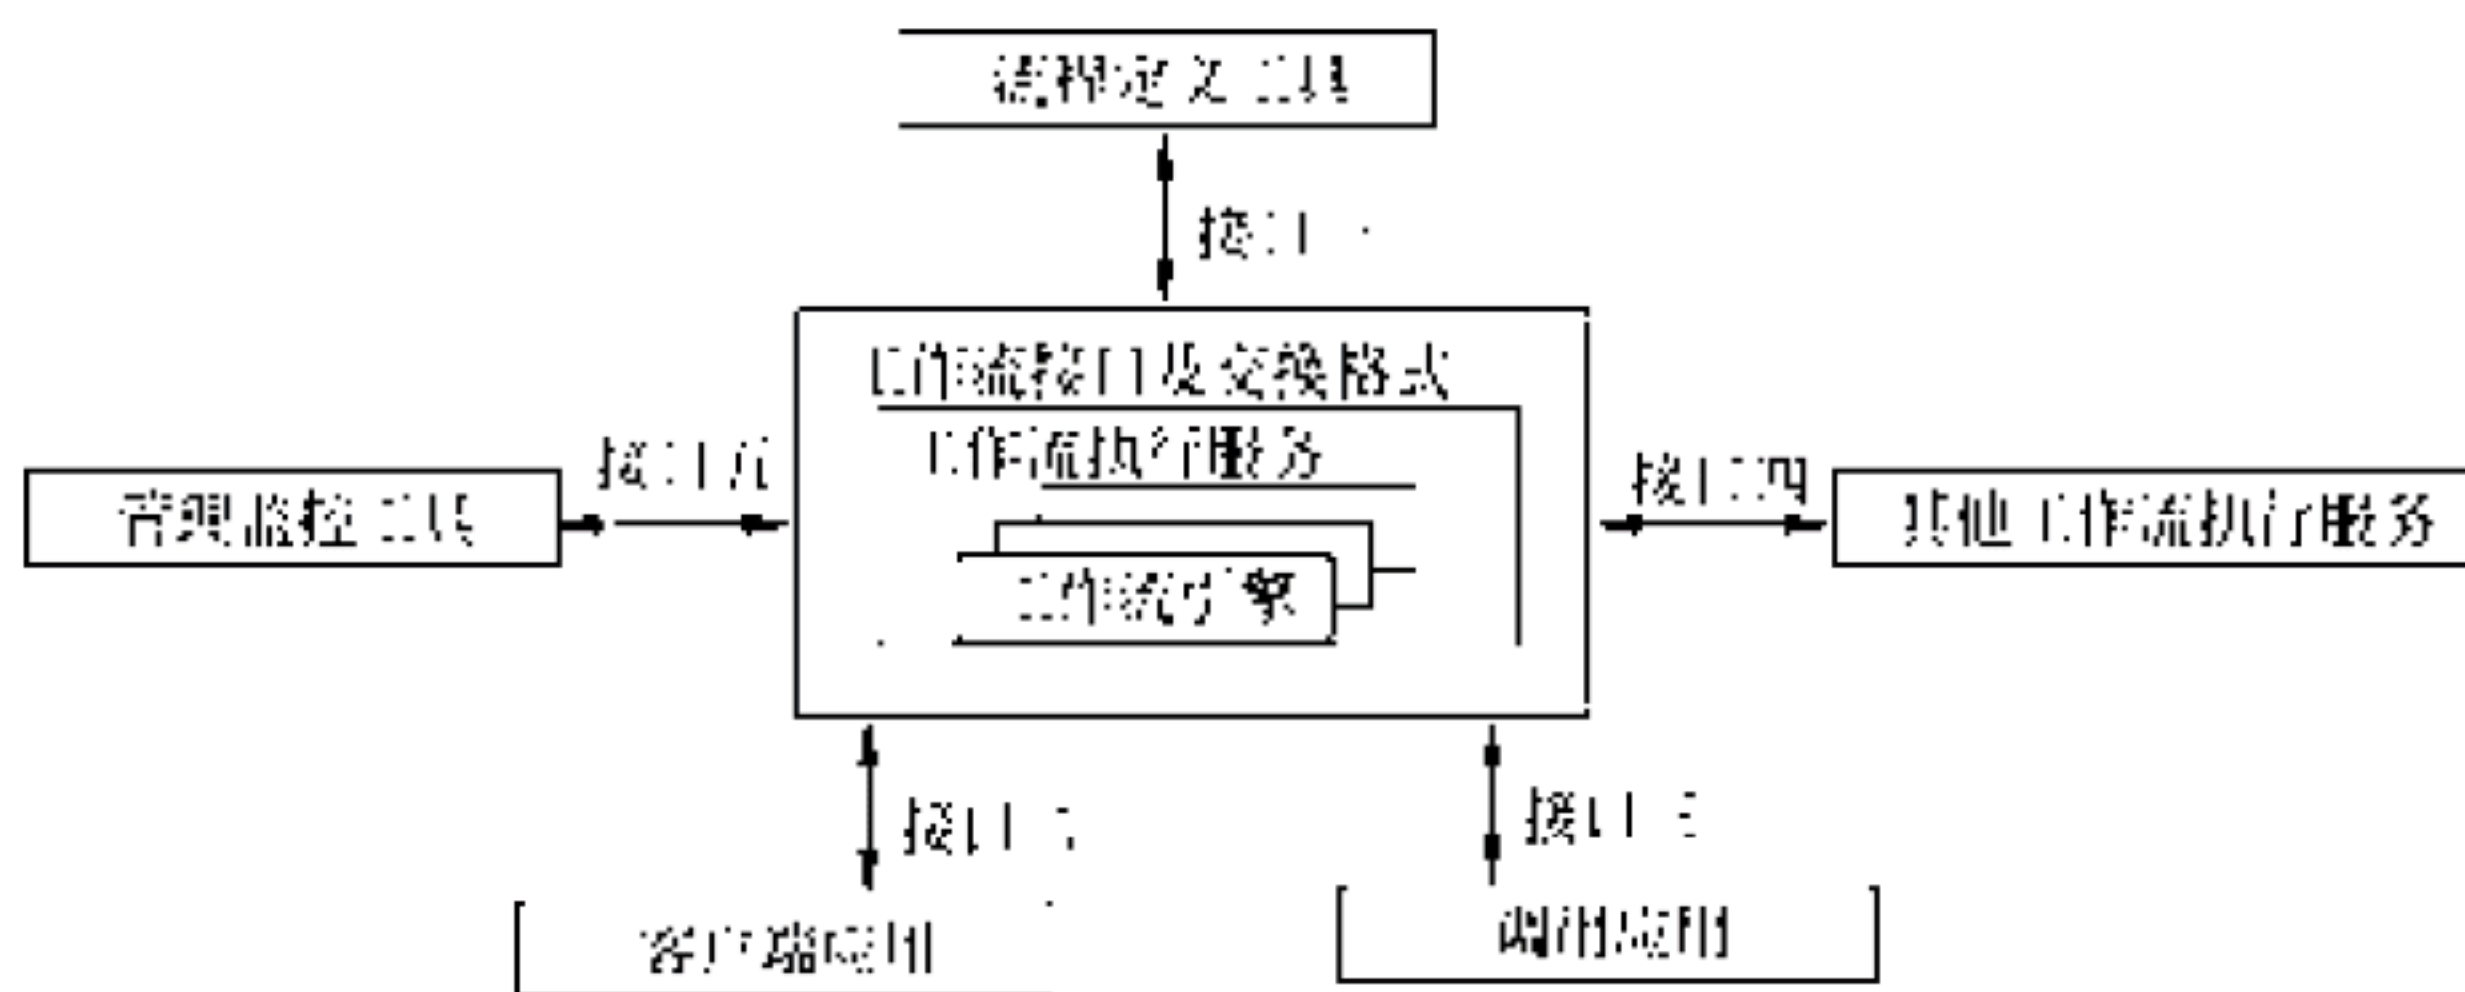 流程定义工具
接口一
工作流接口及交换格式
工作流执行服务
接口五
接口四
管理监控工具
其他工作流执行服务
工作流引擎
接口二
接口三
客户端应用
调用应用